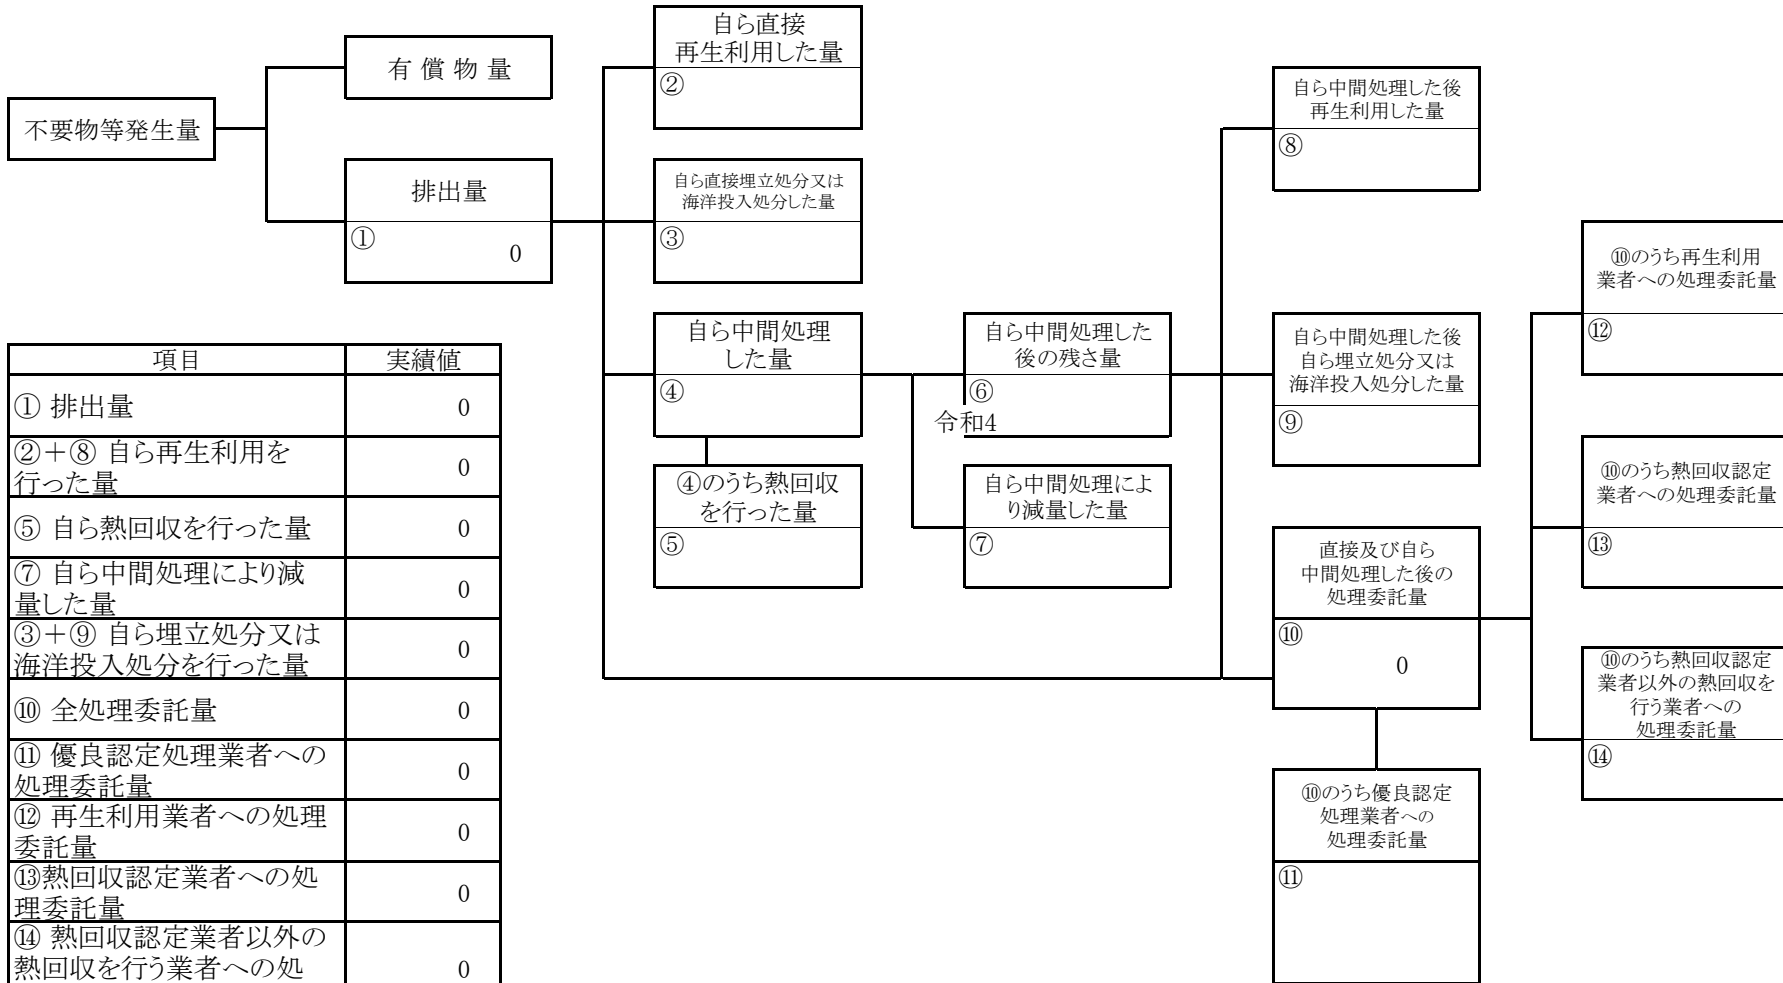 不要物等発生量
有償物量
排出量
①
0
自ら直接
再生利用した量
②
自ら直接埋立処分又は
海洋投入処分した量
③
自ら中間処理
した量
④
④のうち熱回収
を行った量
⑤
自ら中間処理した
後の残さ量
⑥
令和4
自ら中間処理によ
り減量した量
⑦
自ら中間処理した後
再生利用した量
⑧
自ら中間処理した後
自ら埋立処分又は
海洋投入処分した量
⑨
直接及び自ら
中間処理した後の
処理委託量
⑩
0
⑩のうち優良認定
処理業者への
処理委託量
⑪
⑩のうち再生利用
業者への処理委託量
⑫
⑩のうち熱回収認定
業者への処理委託量
⑬
⑩のうち熱回収認定
業者以外の熱回収を
行う業者への
処理委託量
⑭
項目 実績値
① 排出量 0
②＋⑧ 自ら再生利用を
行った量 0
⑤ 自ら熱回収を行った量 0
⑦ 自ら中間処理により減
量した量 0
③＋⑨ 自ら埋立処分又は
海洋投入処分を行った量 0
⑩ 全処理委託量 0
⑪ 優良認定処理業者への
処理委託量 0
⑫ 再生利用業者への処理
委託量 0
⑬熱回収認定業者への処
理委託量 0
⑭ 熱回収認定業者以外の
熱回収を行う業者への処 0